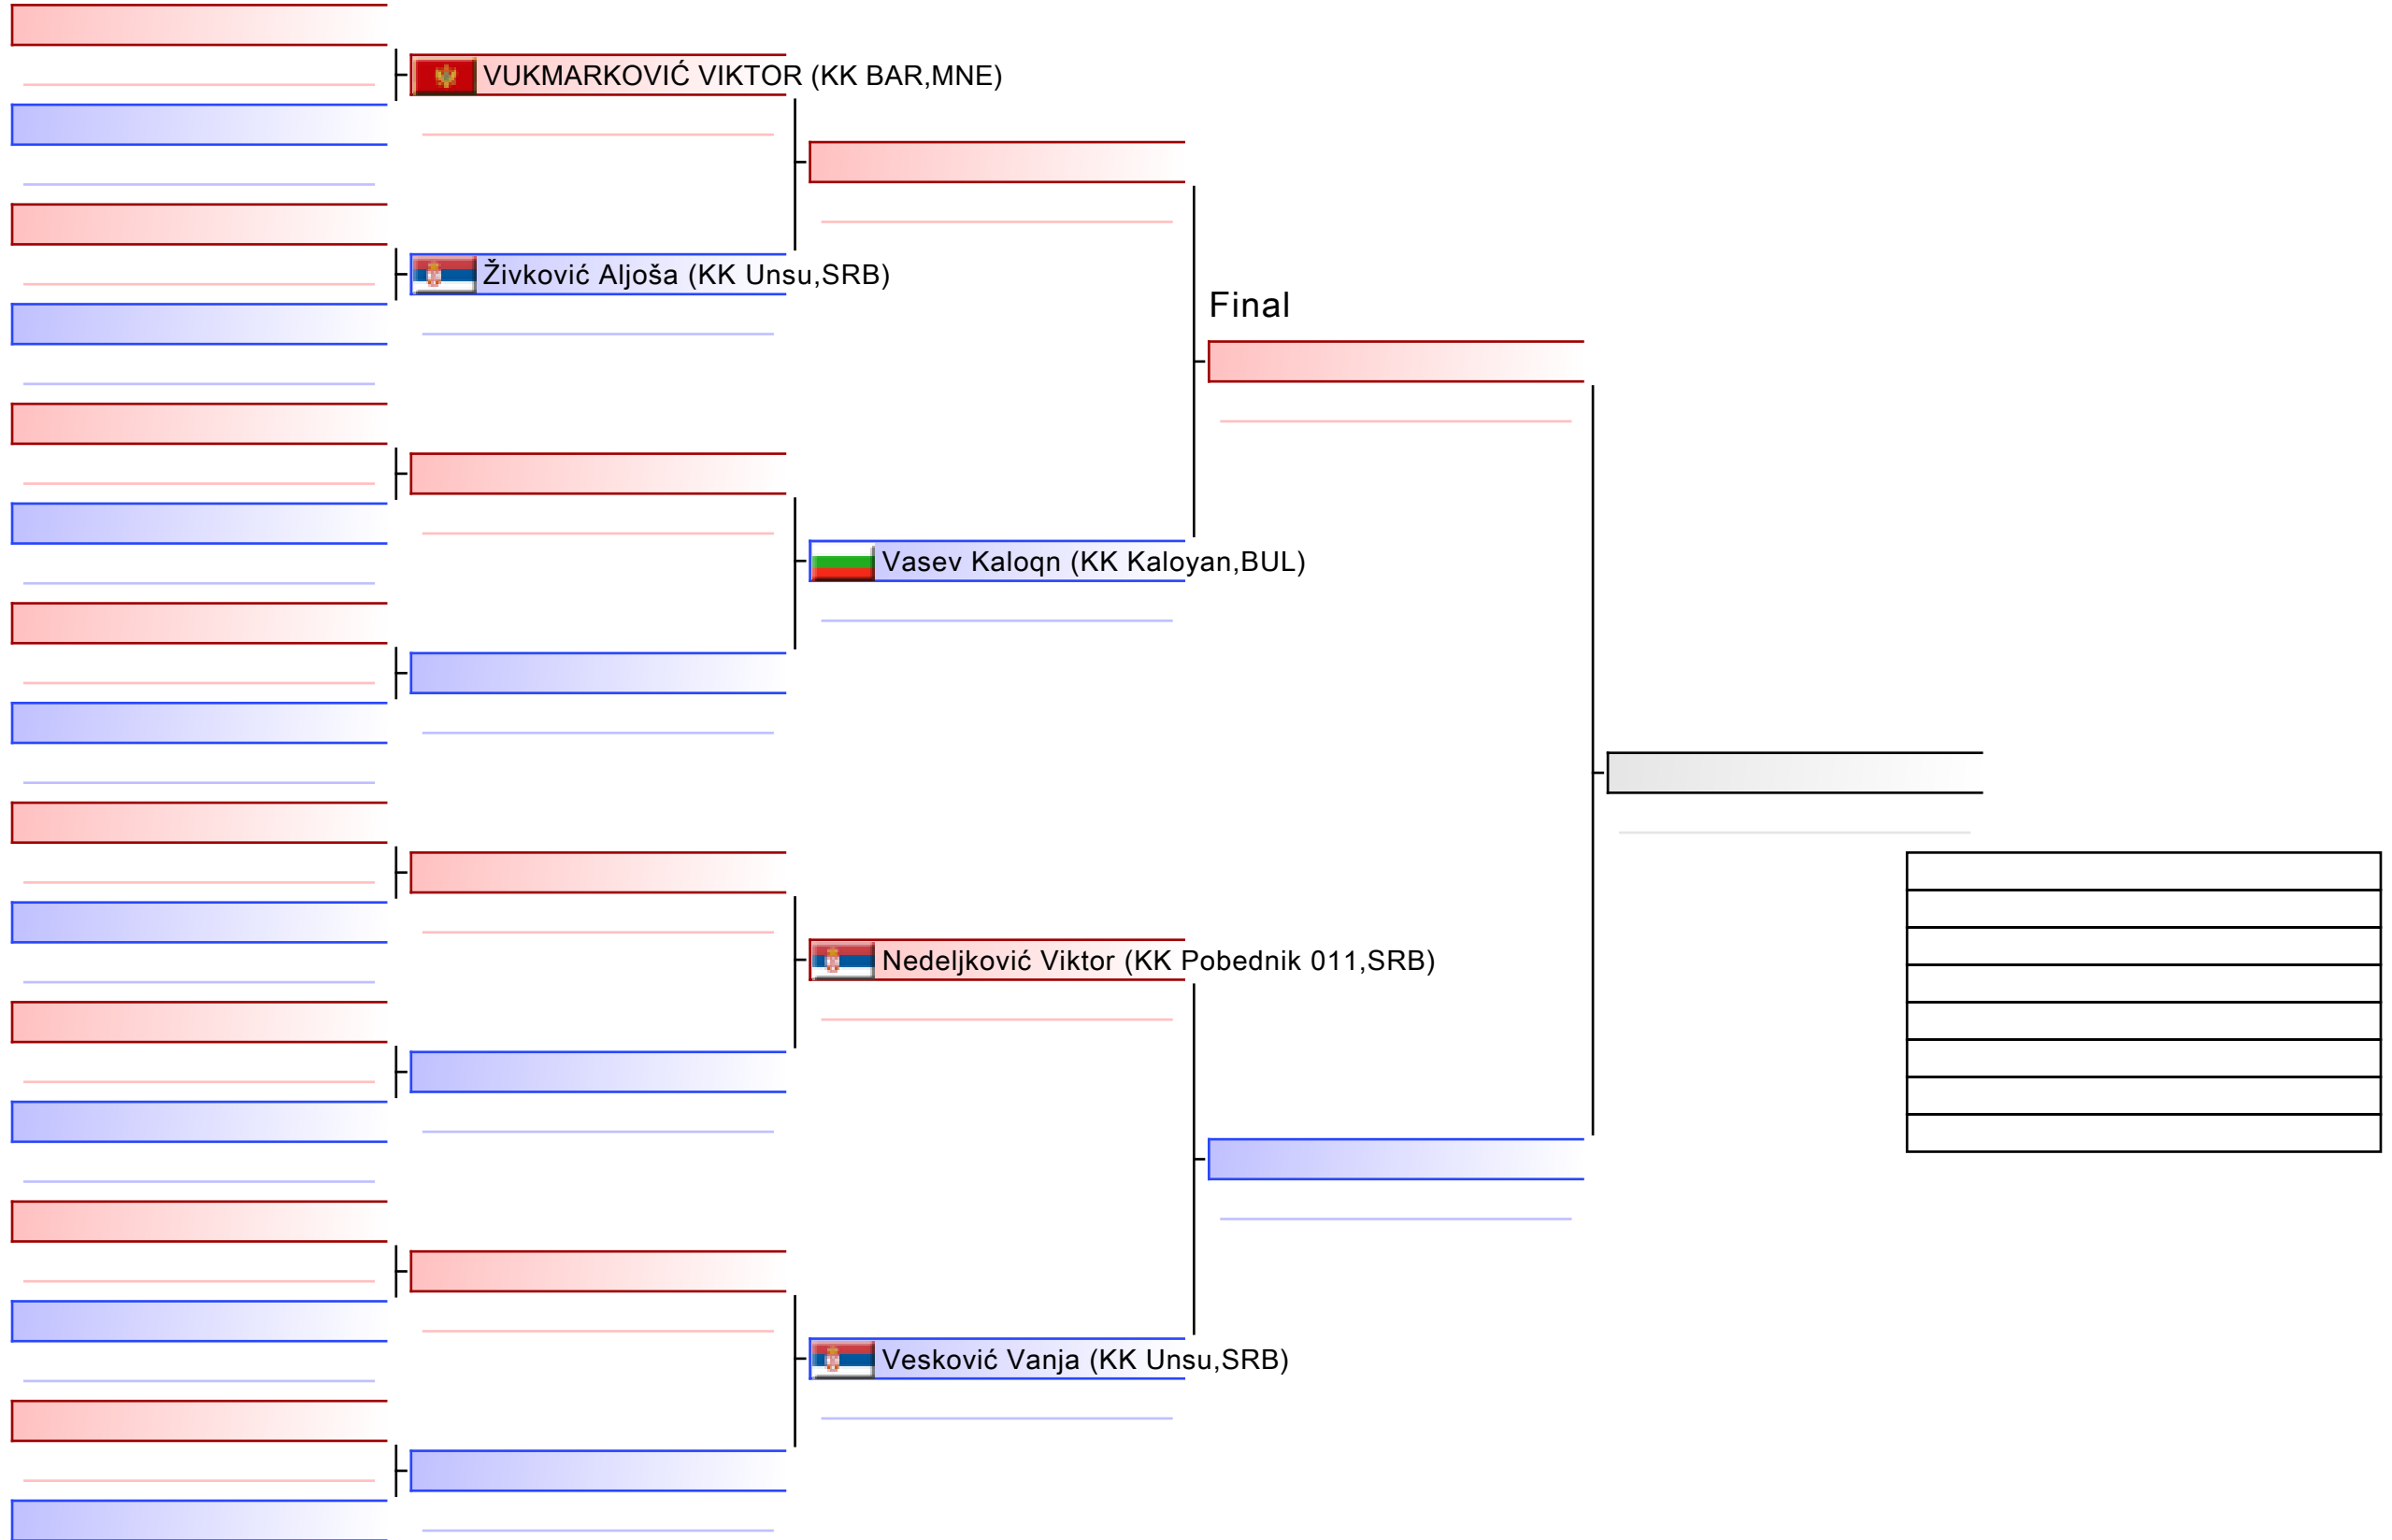 VUKMARKOVIĆ VIKTOR (KK BAR,MNE)
Živković Aljoša (KK Unsu,SRB)
Final
Vasev Kaloqn (KK Kaloyan,BUL)
Nedeljković Viktor (KK Pobednik 011,SRB)
Vesković Vanja (KK Unsu,SRB)